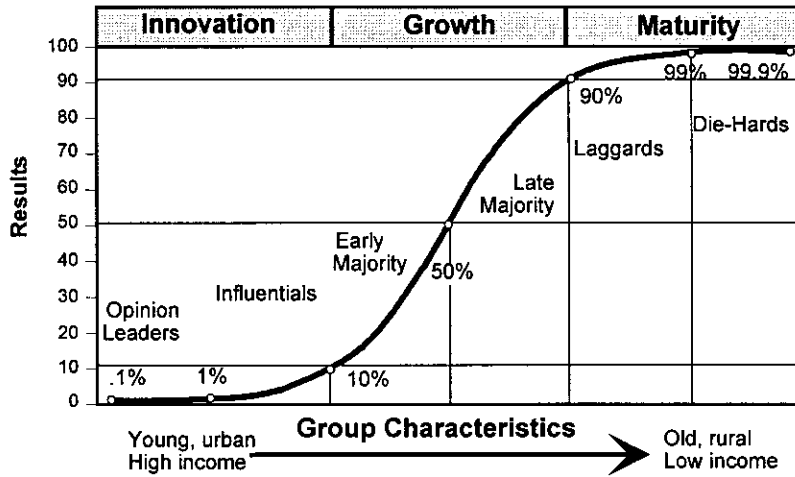 Innovation Growth Maturity
100
90
80
70
60
50
40
30
20
10
0
Results
.1%
1%
10%
50%
90%
99%
99.9%
Opinion
Leaders
Influentials
Early
Majority
Late
Majority
Laggards
Die-Hards
Group Characteristics
Young, urban
High income
Old, rural
Low income